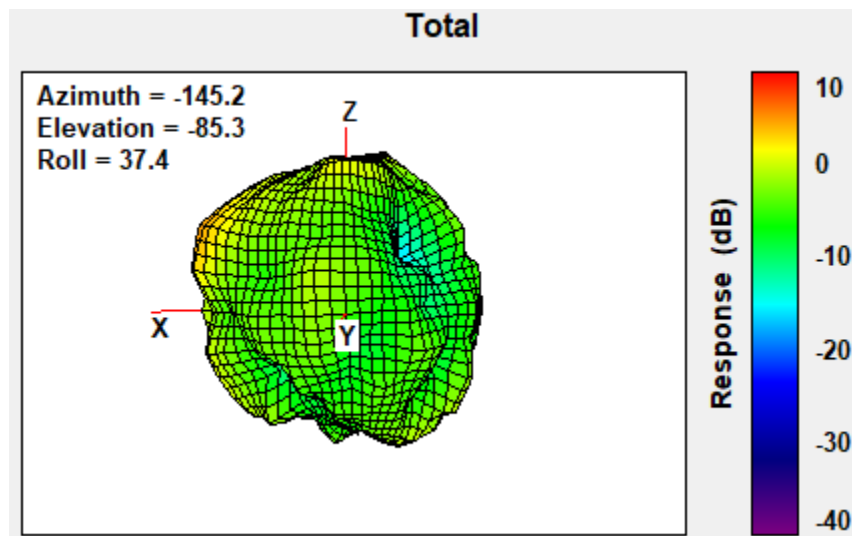 Total
Azimuth = -145.2
Elevation = -85.3
Roll = 37.4
Z
X
Y
10
0
-10
-20
-30
-40
Response (dB)